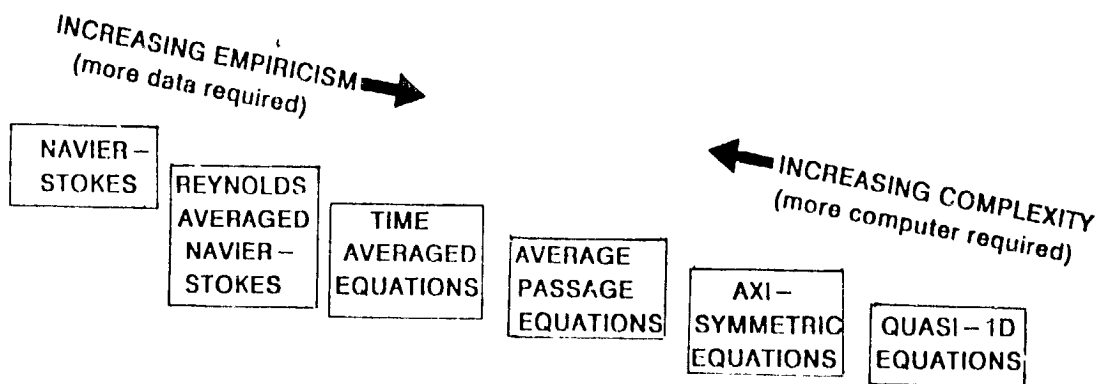 INCREASING EMPIRICISM
(more data required)
INCREASING COMPLEXITY
(more computer required)
NAVIER –
STOKES
REYNOLDS
AVERAGED
NAVIER –
STOKES
TIME
AVERAGED
EQUATIONS
AVERAGE
PASSAGE
EQUATIONS
AXI –
SYMMETRIC
EQUATIONS
QUASI – 1D
EQUATIONS